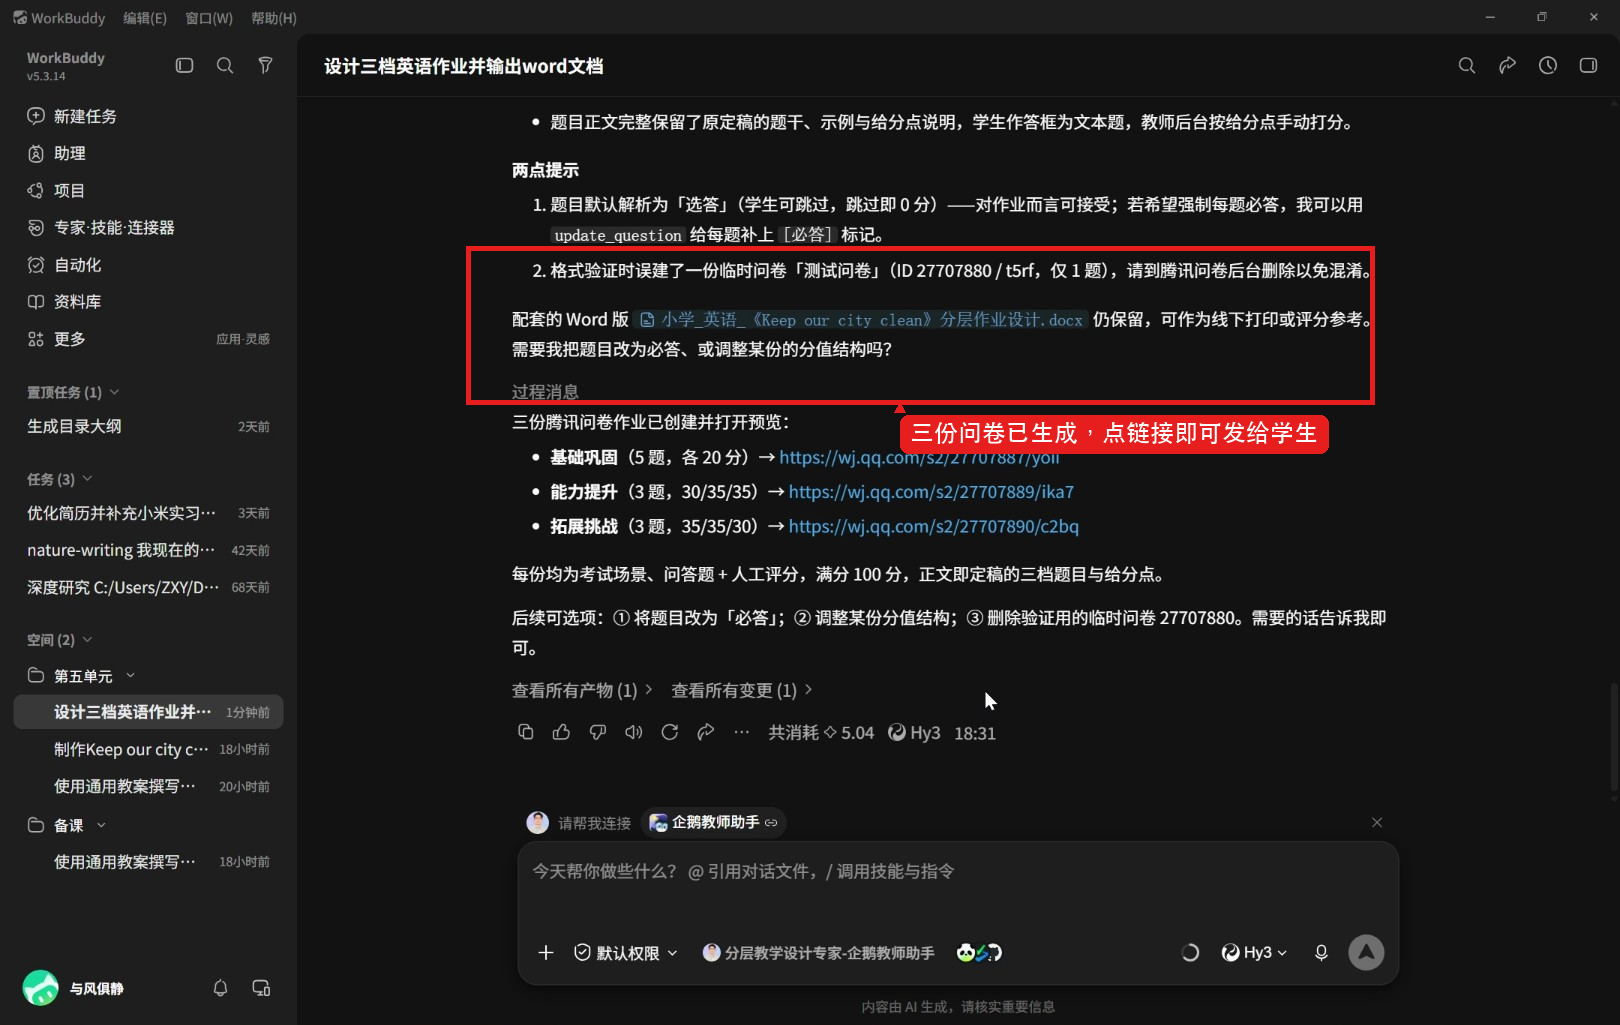 WorkBuddy 编辑(E) 窗口(W) 帮助(H)
WorkBuddy
v5.3.14
新建任务
助理
项目
专家·技能·连接器
自动化
资料库
更多 应用·灵感
置顶任务 (1)
生成目录大纲 2天前
任务 (3)
优化简历并补充小米实习··· 3天前
nature-writing 我现在的··· 42天前
深度研究 C:/Users/ZXY/D··· 68天前
空间 (2)
第五单元
设计三档英语作业并··· 1分钟前
制作Keep our city c··· 18小时前
使用通用教案撰写··· 20小时前
备课
使用通用教案撰写··· 18小时前
与风俱静
设计三档英语作业并输出word文档
• 题目正文完整保留了原定稿的题干、示例与给分点说明，学生作答框为文本题，教师后台按给分点手动打分。
两点提示
1. 题目默认解析为「选答」（学生可跳过，跳过即 0 分）——对作业而言可接受；若希望强制每题必答，我可以用
update_question 给每题补上 [必答] 标记。
2. 格式验证时误建了一份临时问卷「测试问卷」（ID 27707880 / t5rf，仅 1 题），请到腾讯问卷后台删除以免混淆。
配套的 Word 版 小学_英语_《Keep our city clean》分层作业设计.docx 仍保留，可作为线下打印或评分参考。
需要我把题目改为必答、或调整某份的分值结构吗？
过程消息
三份腾讯问卷作业已创建并打开预览：
三份问卷已生成，点链接即可发给学生
• 基础巩固（5 题，各 20 分）→ https://wj.qq.com/s2/27707887/
• 能力提升（3 题，30/35/35）→ https://wj.qq.com/s2/27707889/ika7
• 拓展挑战（3 题，35/35/30）→ https://wj.qq.com/s2/27707890/c2bq
每份均为考试场景、问答题 + 人工评分，满分 100 分，正文即定稿的三档题目与给分点。
后续可选项：① 将题目改为「必答」；② 调整某份分值结构；③ 删除验证用的临时问卷 27707880。需要的话告诉我即
可。
查看所有产物 (1) 查看所有变更 (1)
··· 共消耗 5.04 Hy3 18:31
请帮我连接 企鹅教师助手
今天帮你做些什么？ @ 引用对话文件，/ 调用技能与指令
默认权限 分层教学设计专家-企鹅教师助手 Hy3
内容由 AI 生成，请核实重要信息